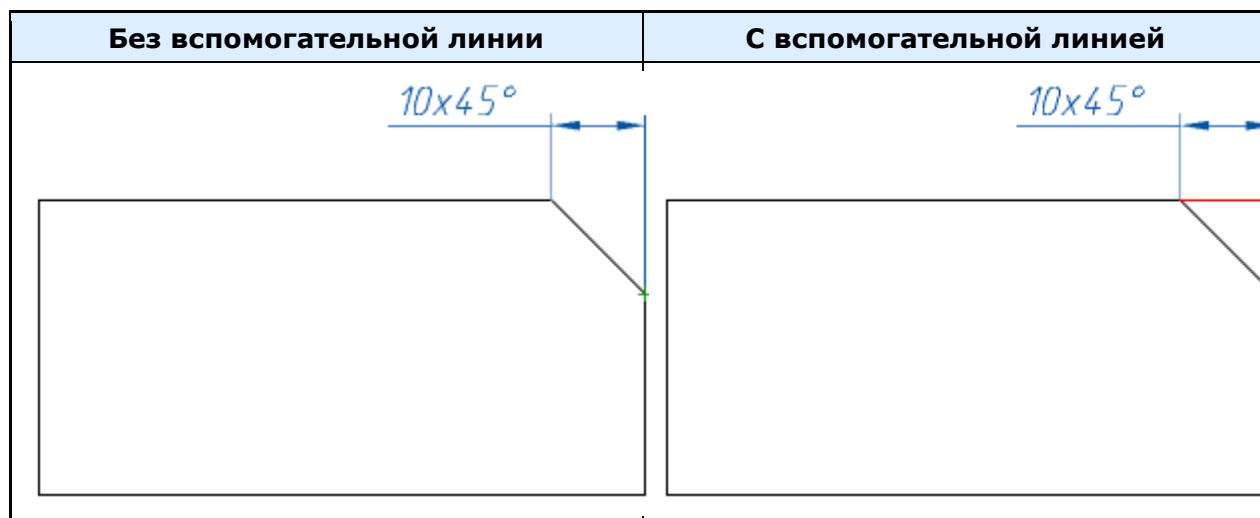 Без вспомогательной линии
С вспомогательной линией
10x45°
10x45°